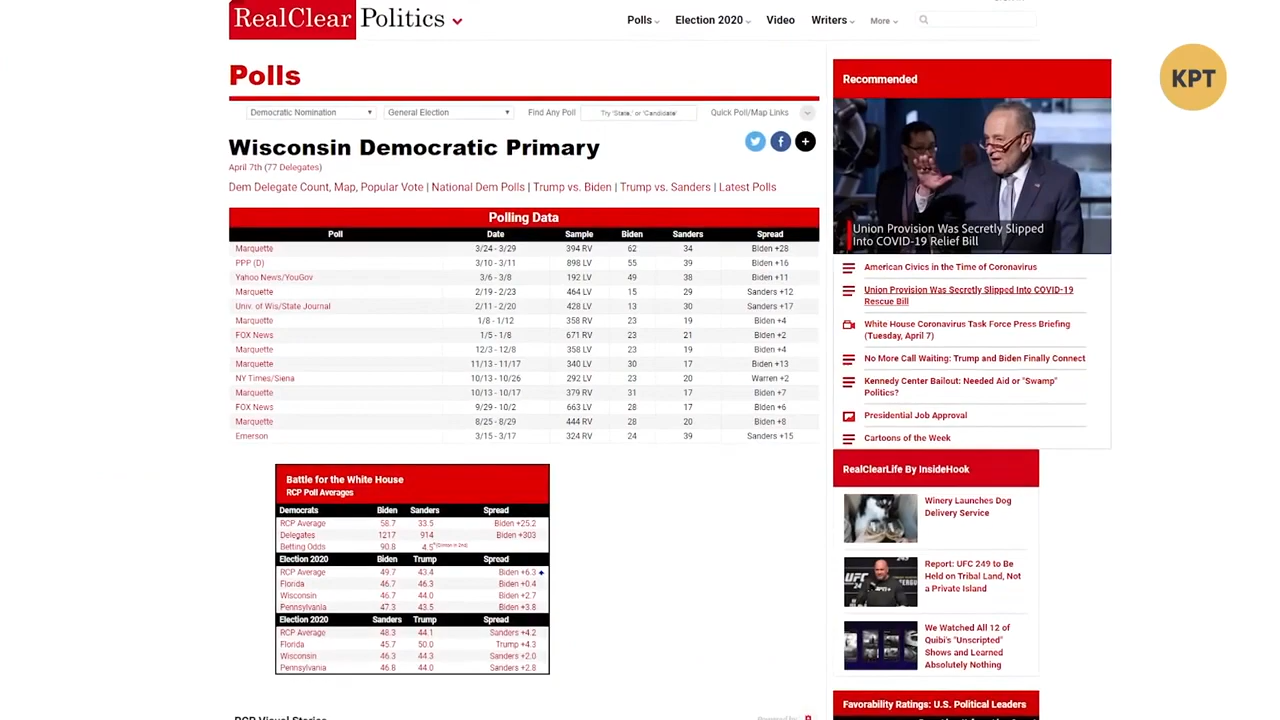 RealClear Politics
Polls Election 2020 Video Writers More
KPT
Polls
Democratic Nomination General Election Find Any Poll Try 'State,' or 'Candidate' Quick Poll/Map Links
Wisconsin Democratic Primary
April 7th (77 Delegates)
Dem Delegate Count, Map, Popular Vote | National Dem Polls | Trump vs. Biden | Trump vs. Sanders | Latest Polls
Polling Data
Poll Date Sample Biden Sanders Spread
Marquette 3/24 - 3/29 394 RV 62 34 Biden +28
PPP (D) 3/10 - 3/11 898 LV 55 39 Biden +16
Yahoo News/YouGov 3/6 - 3/8 192 LV 49 38 Biden +11
Marquette 2/19 - 2/23 464 LV 15 29 Sanders +12
Univ. of Wis/State Journal 2/11 - 2/20 428 LV 13 30 Sanders +17
Marquette 1/8 - 1/12 358 RV 23 19 Biden +4
FOX News 1/5 - 1/8 671 RV 23 21 Biden +2
Marquette 12/3 - 12/8 358 LV 23 19 Biden +4
Marquette 11/13 - 11/17 340 LV 30 17 Biden +13
NY Times/Siena 10/13 - 10/26 292 LV 23 20 Warren +2
Marquette 10/13 - 10/17 379 RV 31 17 Biden +7
FOX News 9/29 - 10/2 663 LV 28 17 Biden +6
Marquette 8/25 - 8/29 444 RV 28 20 Biden +8
Emerson 3/15 - 3/17 324 RV 24 39 Sanders +15
Battle for the White House
RCP Poll Averages
Democrats Biden Sanders Spread
RCP Average 58.7 33.5 Biden +25.2
Delegates 1217 914 Biden +303
Betting Odds 90.8 4.5
Election 2020 Biden Trump Spread
RCP Average 49.7 43.4 Biden +6.3
Florida 46.7 46.3 Biden +0.4
Wisconsin 46.7 44.0 Biden +2.7
Pennsylvania 47.3 43.5 Biden +3.8
Election 2020 Sanders Trump Spread
RCP Average 48.3 44.1 Sanders +4.2
Florida 45.7 50.0 Trump +4.3
Wisconsin 46.3 44.3 Sanders +2.0
Pennsylvania 46.8 44.0 Sanders +2.8
Recommended
Union Provision Was Secretly Slipped
Into COVID-19 Relief Bill
American Civics in the Time of Coronavirus
Union Provision Was Secretly Slipped Into COVID-19
Rescue Bill
White House Coronavirus Task Force Press Briefing
(Tuesday, April 7)
No More Call Waiting: Trump and Biden Finally Connect
Kennedy Center Bailout: Needed Aid or "Swamp"
Politics?
Presidential Job Approval
Cartoons of the Week
RealClearLife By InsideHook
Winery Launches Dog
Delivery Service
UFC
Report: UFC 249 to Be
Held on Tribal Land, Not
a Private Island
We Watched All 12 of
Quibi's "Unscripted"
Shows and Learned
Absolutely Nothing
Favorability Ratings: U.S. Political Leaders